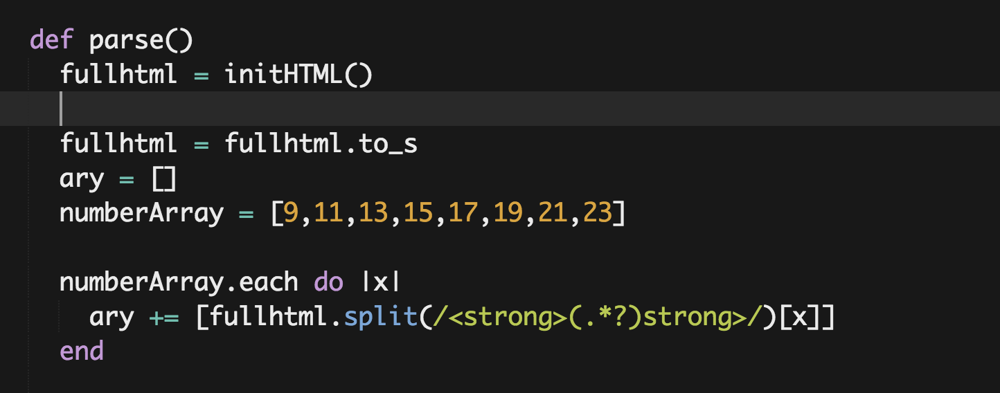 def parse()
  fullhtml = initHTML()
  fullhtml = fullhtml.to_s
  ary = []
  numberArray = [9,11,13,15,17,19,21,23]
  numberArray.each do |x|
    ary += [fullhtml.split(/<strong>(.*?)strong>/)[x]]
  end